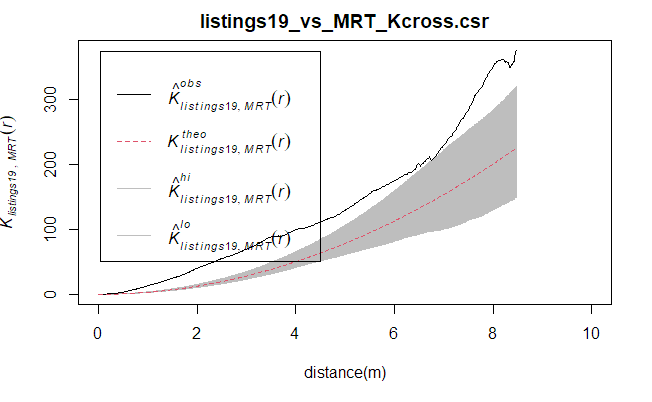 listings19_vs_MRT_Kcross.csr
K̂ obs listings19, MRT(r)
K theo listings19, MRT(r)
K̂ hi listings19, MRT(r)
K̂ lo listings19, MRT(r)
K listings19, MRT(r)
300
200
100
0
0 2 4 6 8 10
distance(m)